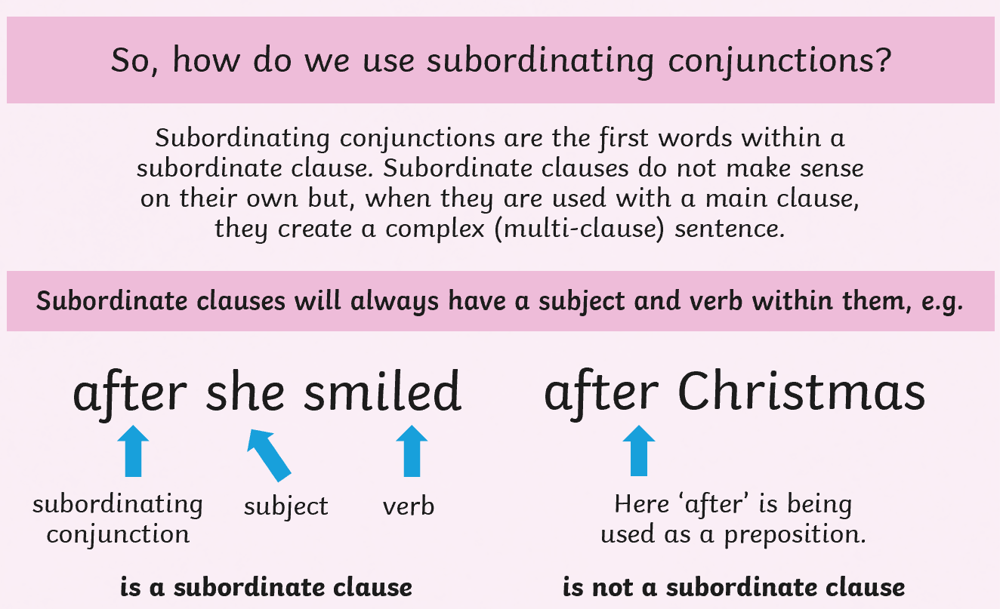 So, how do we use subordinating conjunctions?
Subordinating conjunctions are the first words within a
subordinate clause. Subordinate clauses do not make sense
on their own but, when they are used with a main clause,
they create a complex (multi-clause) sentence.
Subordinate clauses will always have a subject and verb within them, e.g.
after she smiled
subordinating
conjunction
subject
verb
is a subordinate clause
after Christmas
Here ‘after’ is being
used as a preposition.
is not a subordinate clause